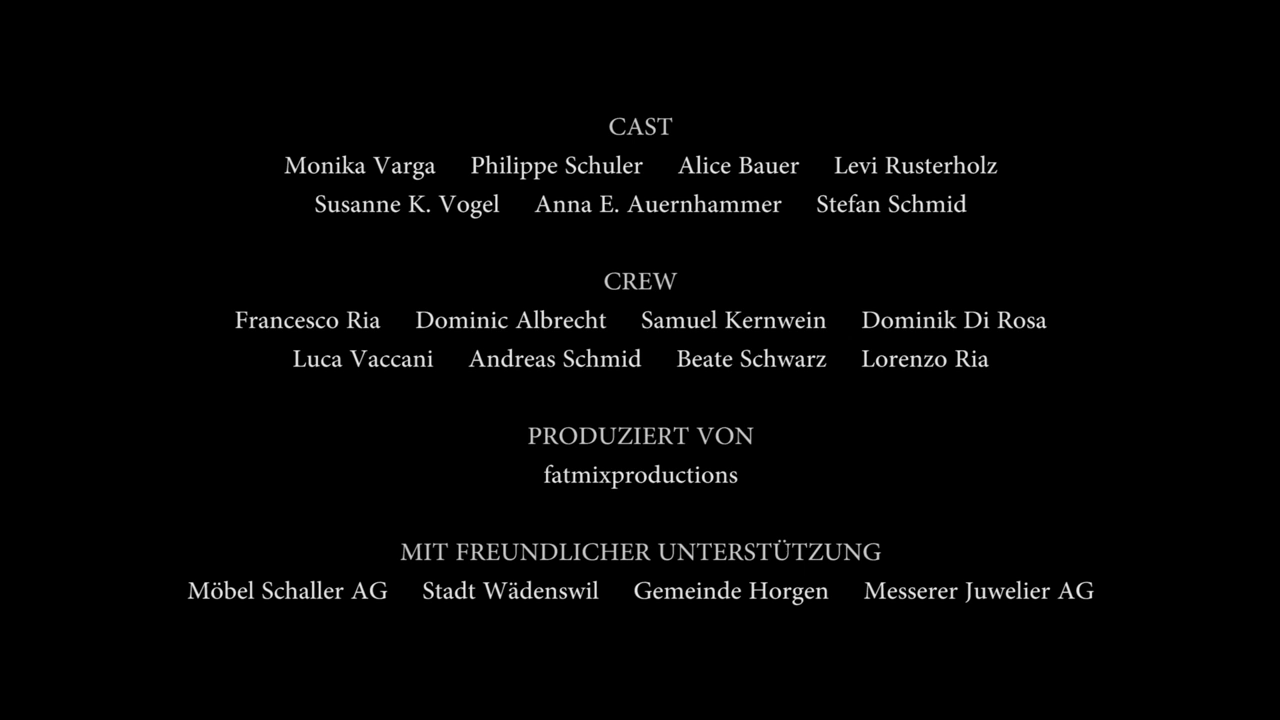 CAST
Monika Varga Philippe Schuler Alice Bauer Levi Rusterholz
Susanne K. Vogel Anna E. Auernhammer Stefan Schmid
CREW
Francesco Ria Dominic Albrecht Samuel Kernwein Dominik Di Rosa
Luca Vaccani Andreas Schmid Beate Schwarz Lorenzo Ria
PRODUZIERT VON
fatmixproductions
MIT FREUNDLICHER UNTERSTÜTZUNG
Möbel Schaller AG Stadt Wädenswil Gemeinde Horgen Messerer Juwelier AG